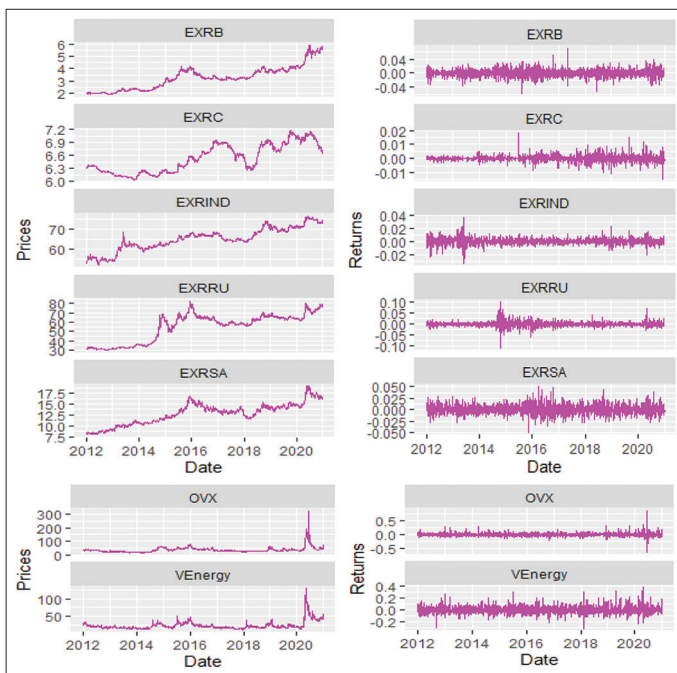 EXRB
6
5
4
3
2
EXRC
7.2
6.9
6.6
6.3
6.0
EXRIND
70
60
EXRRU
80
70
60
50
40
30
EXRSA
17.5
15.0
12.5
10.0
7.5
2012 2014 2016 2018 2020
Date
Prices
EXRB
0.04
0.00
-0.04
EXRC
0.02
0.01
0.00
-0.01
EXRIND
0.04
0.02
0.00
-0.02
EXRRU
0.10
0.05
0.00
-0.05
-0.10
EXRSA
0.050
0.025
0.000
-0.025
-0.050
2012 2014 2016 2018 2020
Date
Returns
OVX
300
200
100
0
VEnergy
100
50
2012 2014 2016 2018 2020
Date
Prices
OVX
0.5
0.0
-0.5
VEnergy
0.4
0.2
0.0
-0.2
2012 2014 2016 2018 2020
Date
Returns